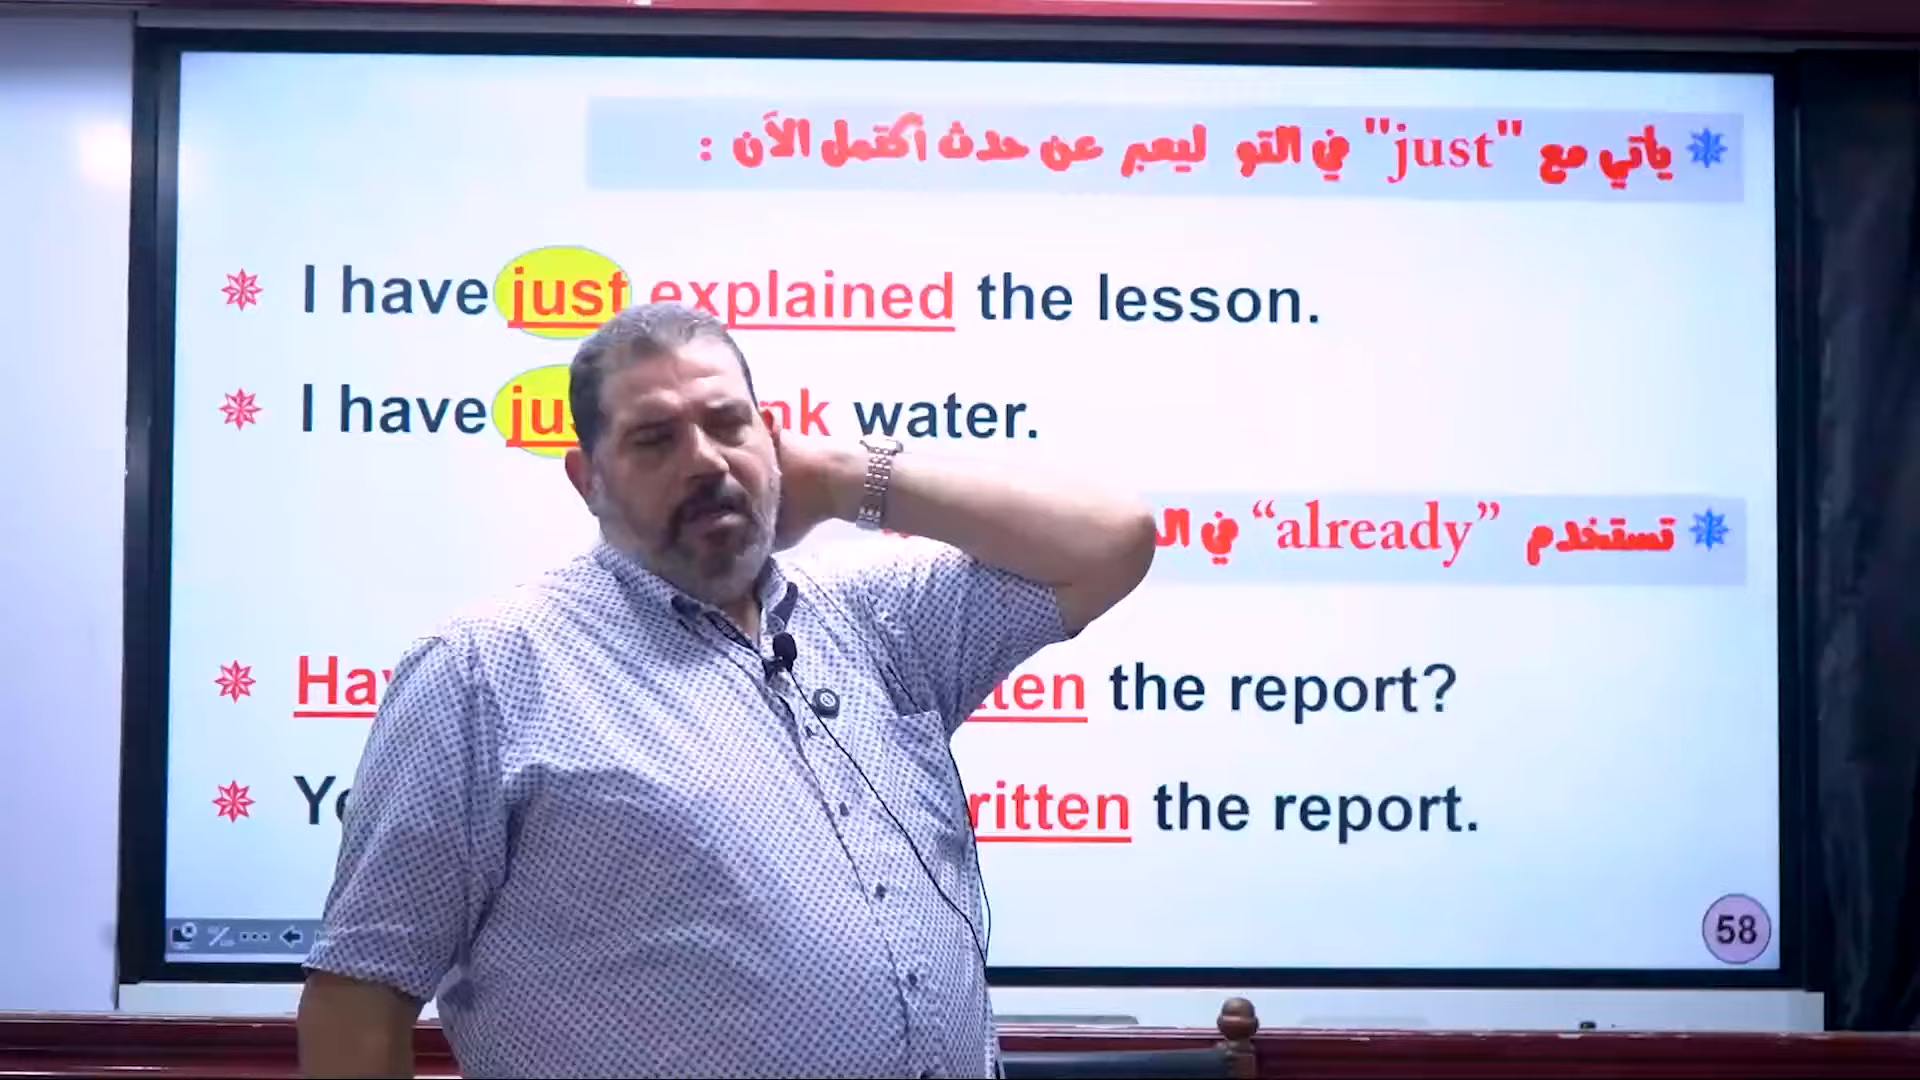 يأتي مع "just" في التو ليعبر عن حدث أكتمل الآن :
I have just explained the lesson.
I have water.
تستخدم “already” في
the report?
the report.
58